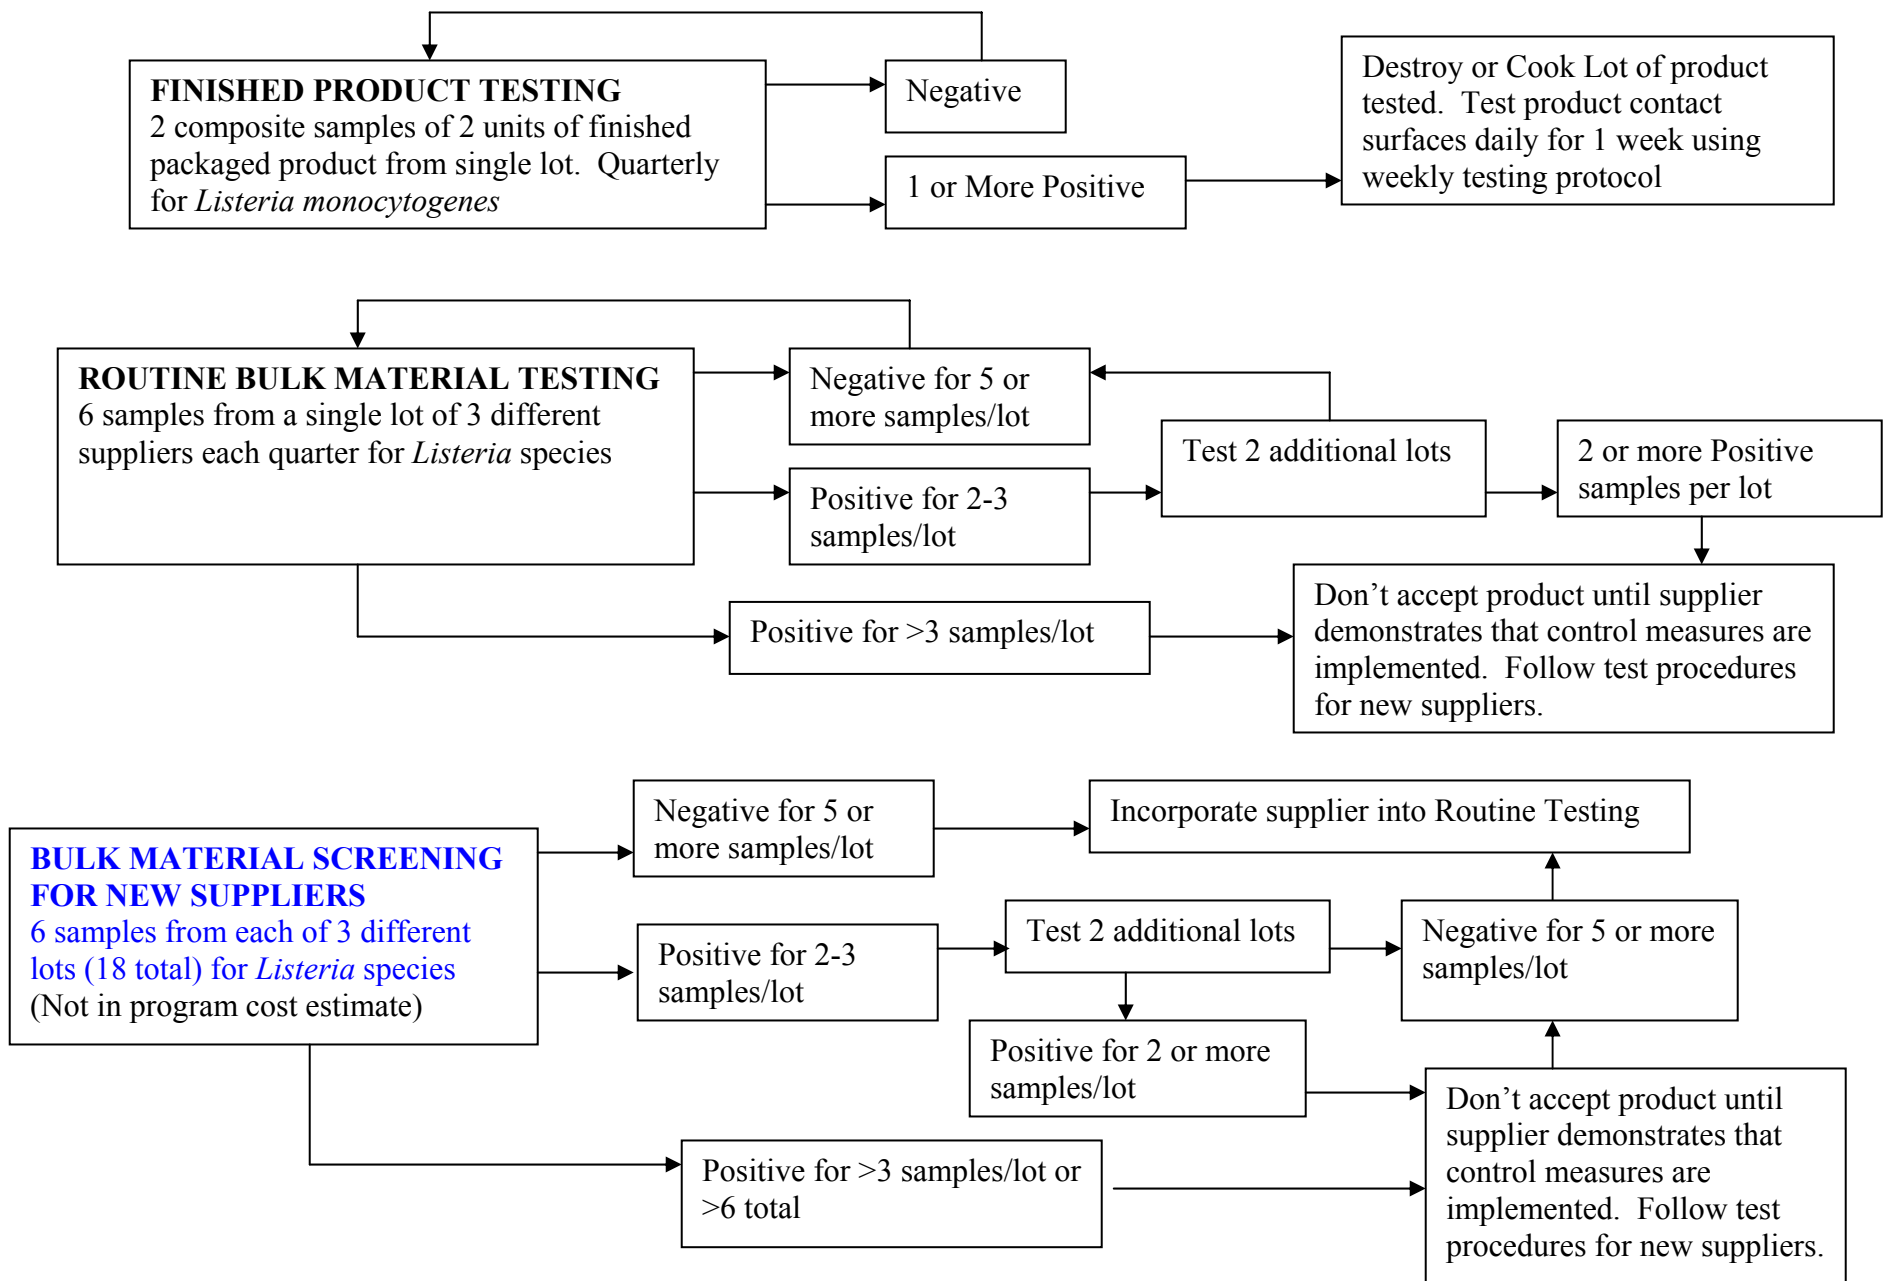 FINISHED PRODUCT TESTING
2 composite samples of 2 units of finished
packaged product from single lot.  Quarterly
for Listeria monocytogenes
Negative
1 or More Positive
Destroy or Cook Lot of product
tested.  Test product contact
surfaces daily for 1 week using
weekly testing protocol
ROUTINE BULK MATERIAL TESTING
6 samples from a single lot of 3 different
suppliers each quarter for Listeria species
Negative for 5 or
more samples/lot
Positive for 2-3
samples/lot
Test 2 additional lots
2 or more Positive
samples per lot
Positive for >3 samples/lot
Don’t accept product until supplier
demonstrates that control measures are
implemented.  Follow test procedures
for new suppliers.
BULK MATERIAL SCREENING
FOR NEW SUPPLIERS
6 samples from each of 3 different
lots (18 total) for Listeria species
(Not in program cost estimate)
Negative for 5 or
more samples/lot
Incorporate supplier into Routine Testing
Positive for 2-3
samples/lot
Test 2 additional lots
Negative for 5 or more
samples/lot
Positive for 2 or more
samples/lot
Positive for >3 samples/lot or
>6 total
Don’t accept product until
supplier demonstrates that
control measures are
implemented.  Follow test
procedures for new suppliers.